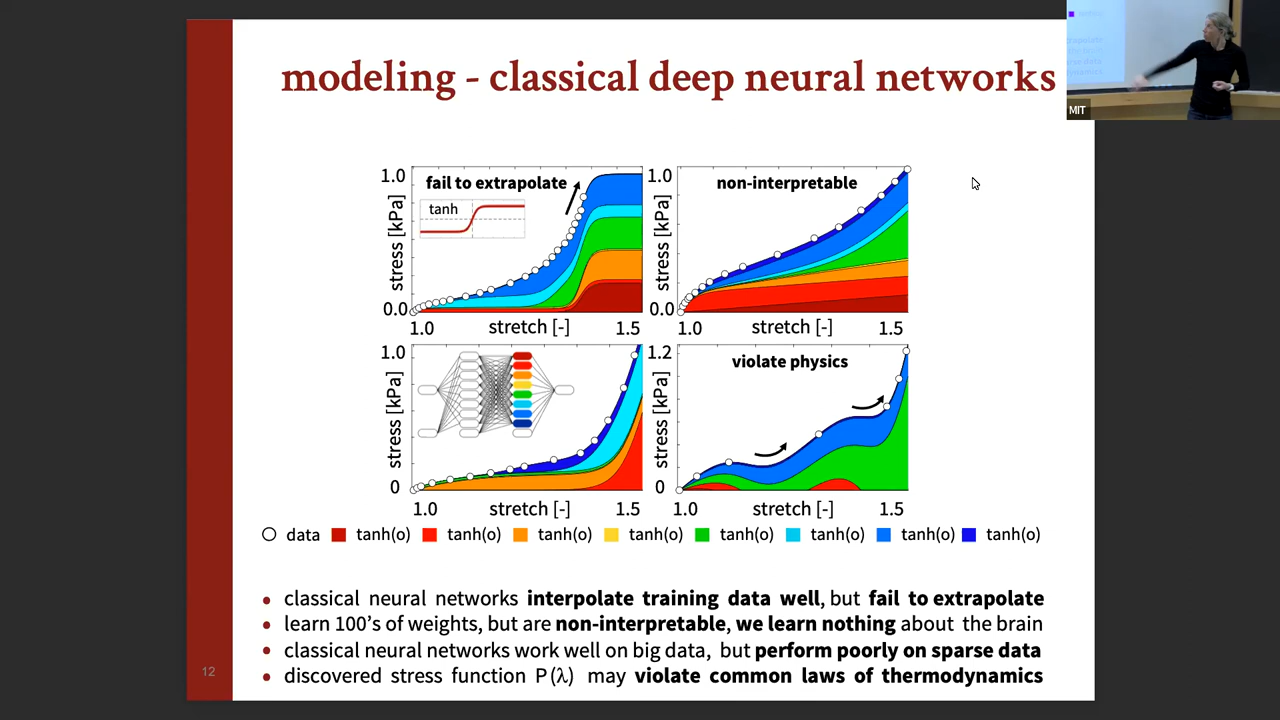 modeling - classical deep neural networks
MIT
1.0
fail to extrapolate
tanh
stress [kPa]
0.0
1.0
stretch [-]
1.5
1.0
non-interpretable
stress [kPa]
0.0
1.0
stretch [-]
1.5
1.0
stress [kPa]
0
1.0
stretch [-]
1.5
1.2
violate physics
stress [kPa]
0
1.0
stretch [-]
1.5
data tanh(o) tanh(o) tanh(o) tanh(o) tanh(o) tanh(o) tanh(o) tanh(o)
• classical neural networks interpolate training data well, but fail to extrapolate
• learn 100's of weights, but are non-interpretable, we learn nothing about the brain
• classical neural networks work well on big data, but perform poorly on sparse data
• discovered stress function P(λ) may violate common laws of thermodynamics
12